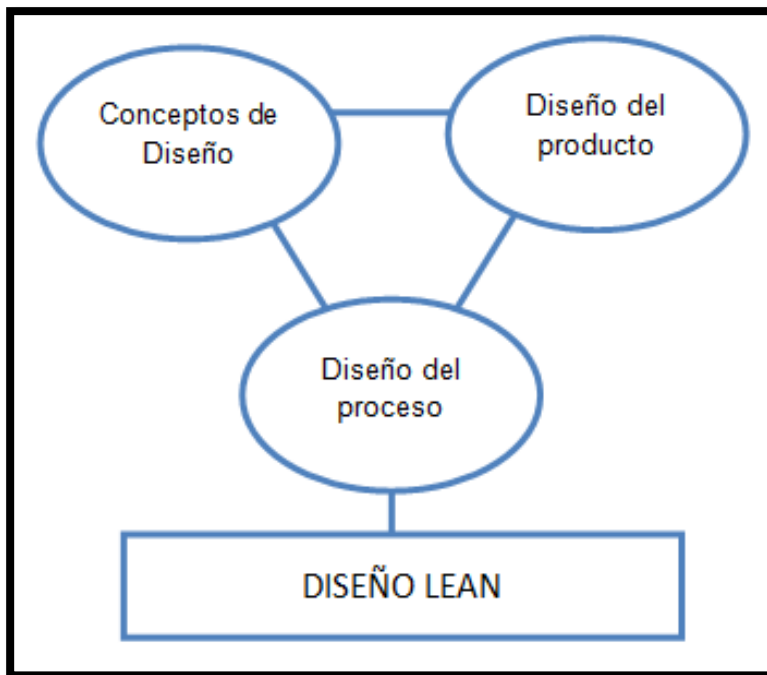 Conceptos de
Diseño
Diseño del
producto
Diseño del
proceso
DISEÑO LEAN